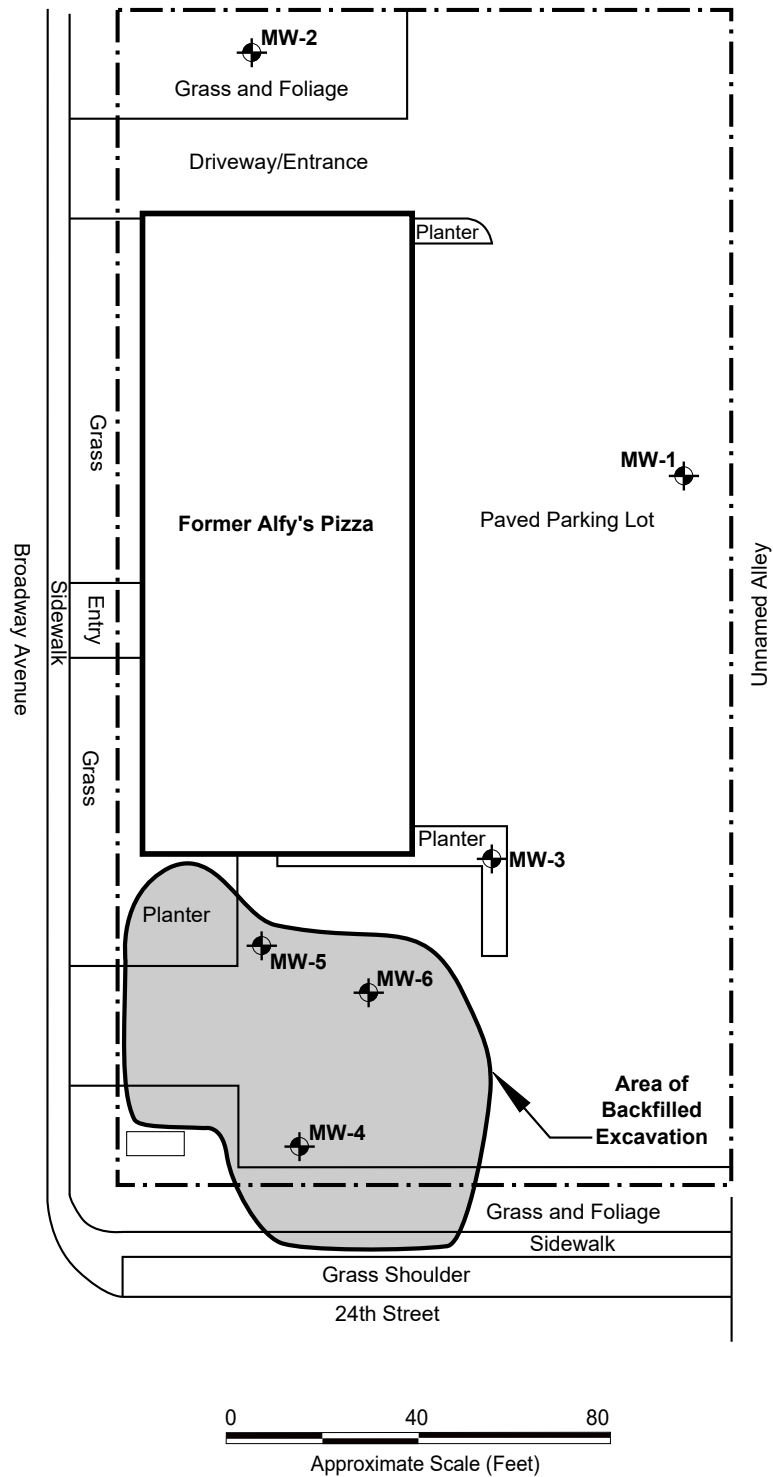 MW-2
Grass and Foliage
Driveway/Entrance
Planter
Grass
MW-1
Paved Parking Lot
Former Alfy's Pizza
Broadway Avenue
Sidewalk
Entry
Unnamed Alley
Grass
Planter
MW-3
Planter
MW-5
MW-6
Area of
Backfilled
Excavation
MW-4
Grass and Foliage
Sidewalk
Grass Shoulder
24th Street
0 40 80
Approximate Scale (Feet)